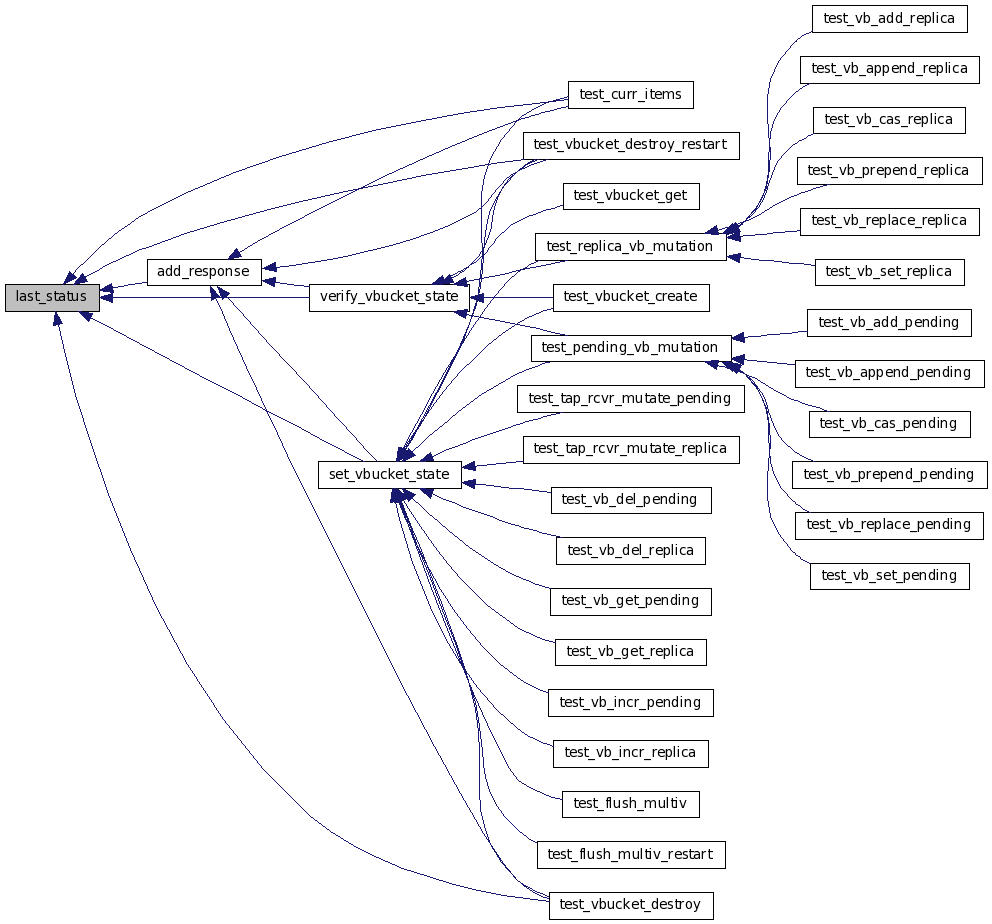 test_vb_add_replica
test_vb_append_replica
test_curr_items
test_vb_cas_replica
test_vbucket_destroy_restart
test_vb_prepend_replica
test_vbucket_get
test_vb_replace_replica
test_replica_vb_mutation
add_response
test_vb_set_replica
last_status
verify_vbucket_state
test_vbucket_create
test_vb_add_pending
test_pending_vb_mutation
test_vb_append_pending
test_tap_rcvr_mutate_pending
test_vb_cas_pending
test_tap_rcvr_mutate_replica
set_vbucket_state
test_vb_prepend_pending
test_vb_del_pending
test_vb_replace_pending
test_vb_del_replica
test_vb_set_pending
test_vb_get_pending
test_vb_get_replica
test_vb_incr_pending
test_vb_incr_replica
test_flush_multiv
test_flush_multiv_restart
test_vbucket_destroy